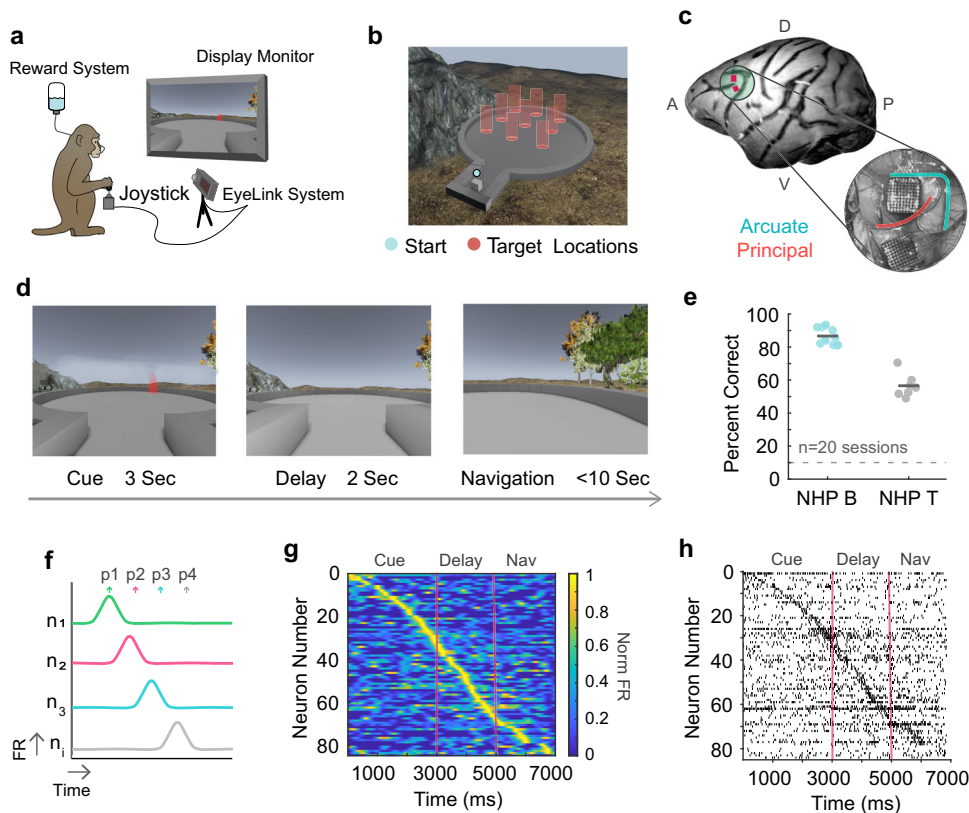 a
Reward System
Display Monitor
Joystick
EyeLink System
b
Start
Target Locations
c
D
A
P
V
Arcuate
Principal
d
Cue 3 Sec
Delay 2 Sec
Navigation <10 Sec
e
Percent Correct
100
80
60
40
20
0
n=20 sessions
NHP B
NHP T
f
p1
p2
p3
p4
n1
n2
n3
ni
FR
Time
g
Cue
Delay
Nav
Neuron Number
0
20
40
60
80
1000
3000
5000
7000
Time (ms)
1
0.8
0.6
0.4
0.2
0
Norm FR
h
Cue
Delay
Nav
Neuron Number
0
20
40
60
80
1000
3000
5000
7000
Time (ms)